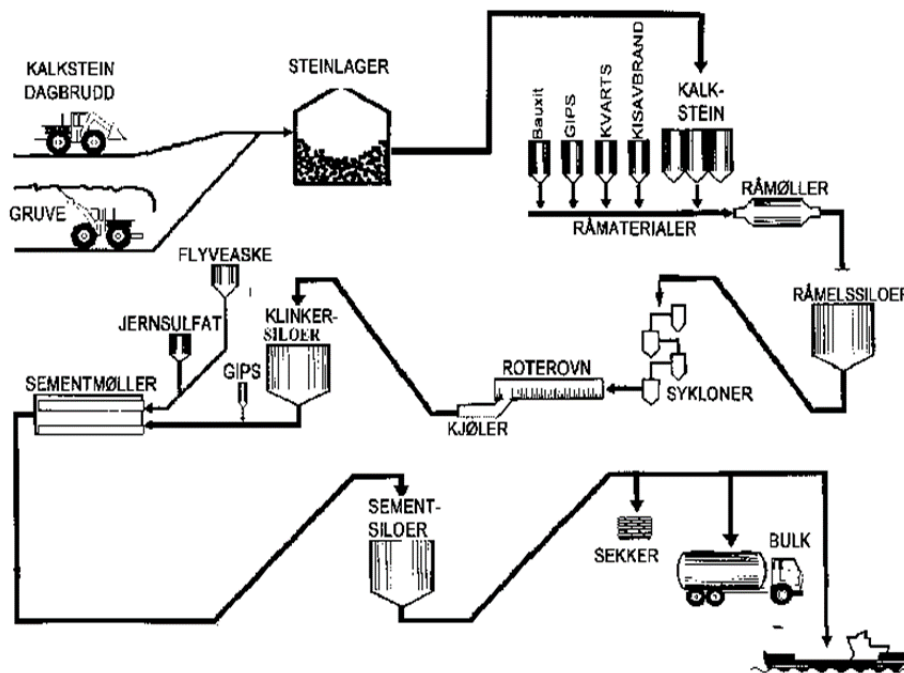 KALKSTEIN
DAGBRUDD
STEINLAGER
Bauxit
GIPS
KVARTS
KISAVBRAND
KALK-
STEIN
GRUVE
RÅMATERIALER
RÅMØLLER
FLYVEASKE
JERNSULFAT
GIPS
KLINKER-
SILOER
RÅMELSSILOER
SEMENTMØLLER
ROTEROVN
SYKLONER
KJØLER
SEMENT-
SILOER
SEKKER
BULK